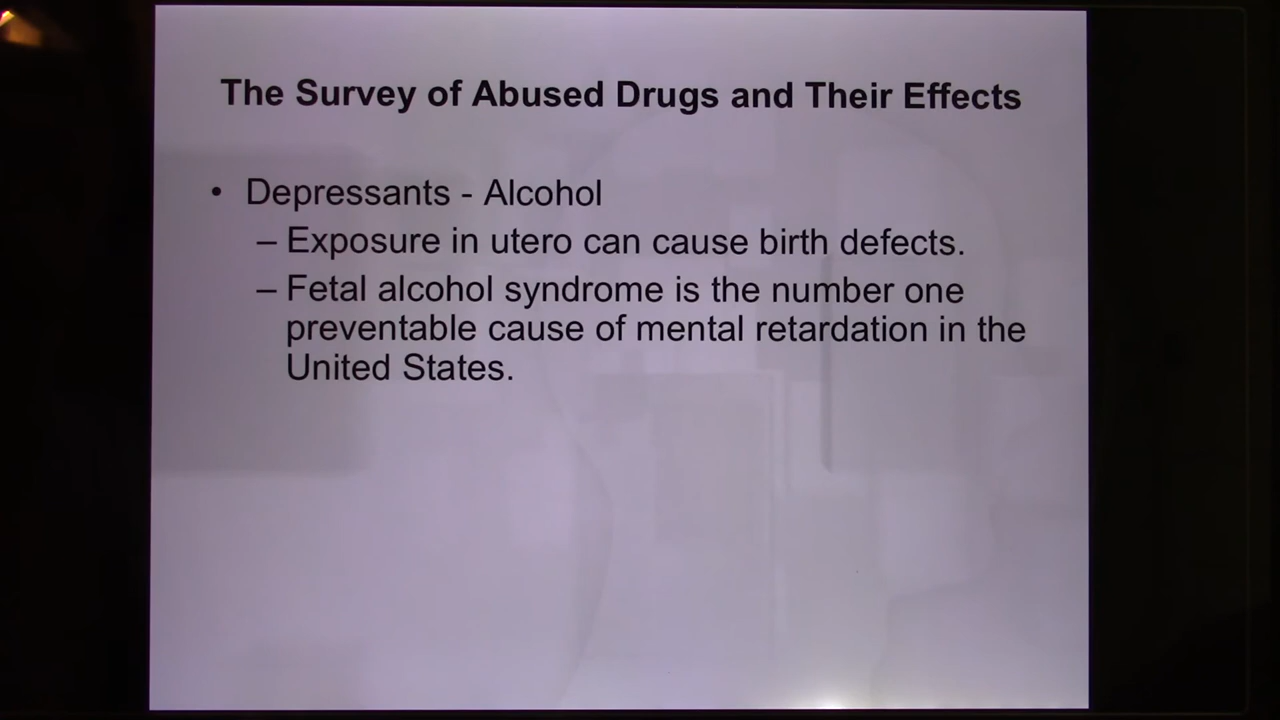 The Survey of Abused Drugs and Their Effects
• Depressants - Alcohol
– Exposure in utero can cause birth defects.
– Fetal alcohol syndrome is the number one
preventable cause of mental retardation in the
United States.